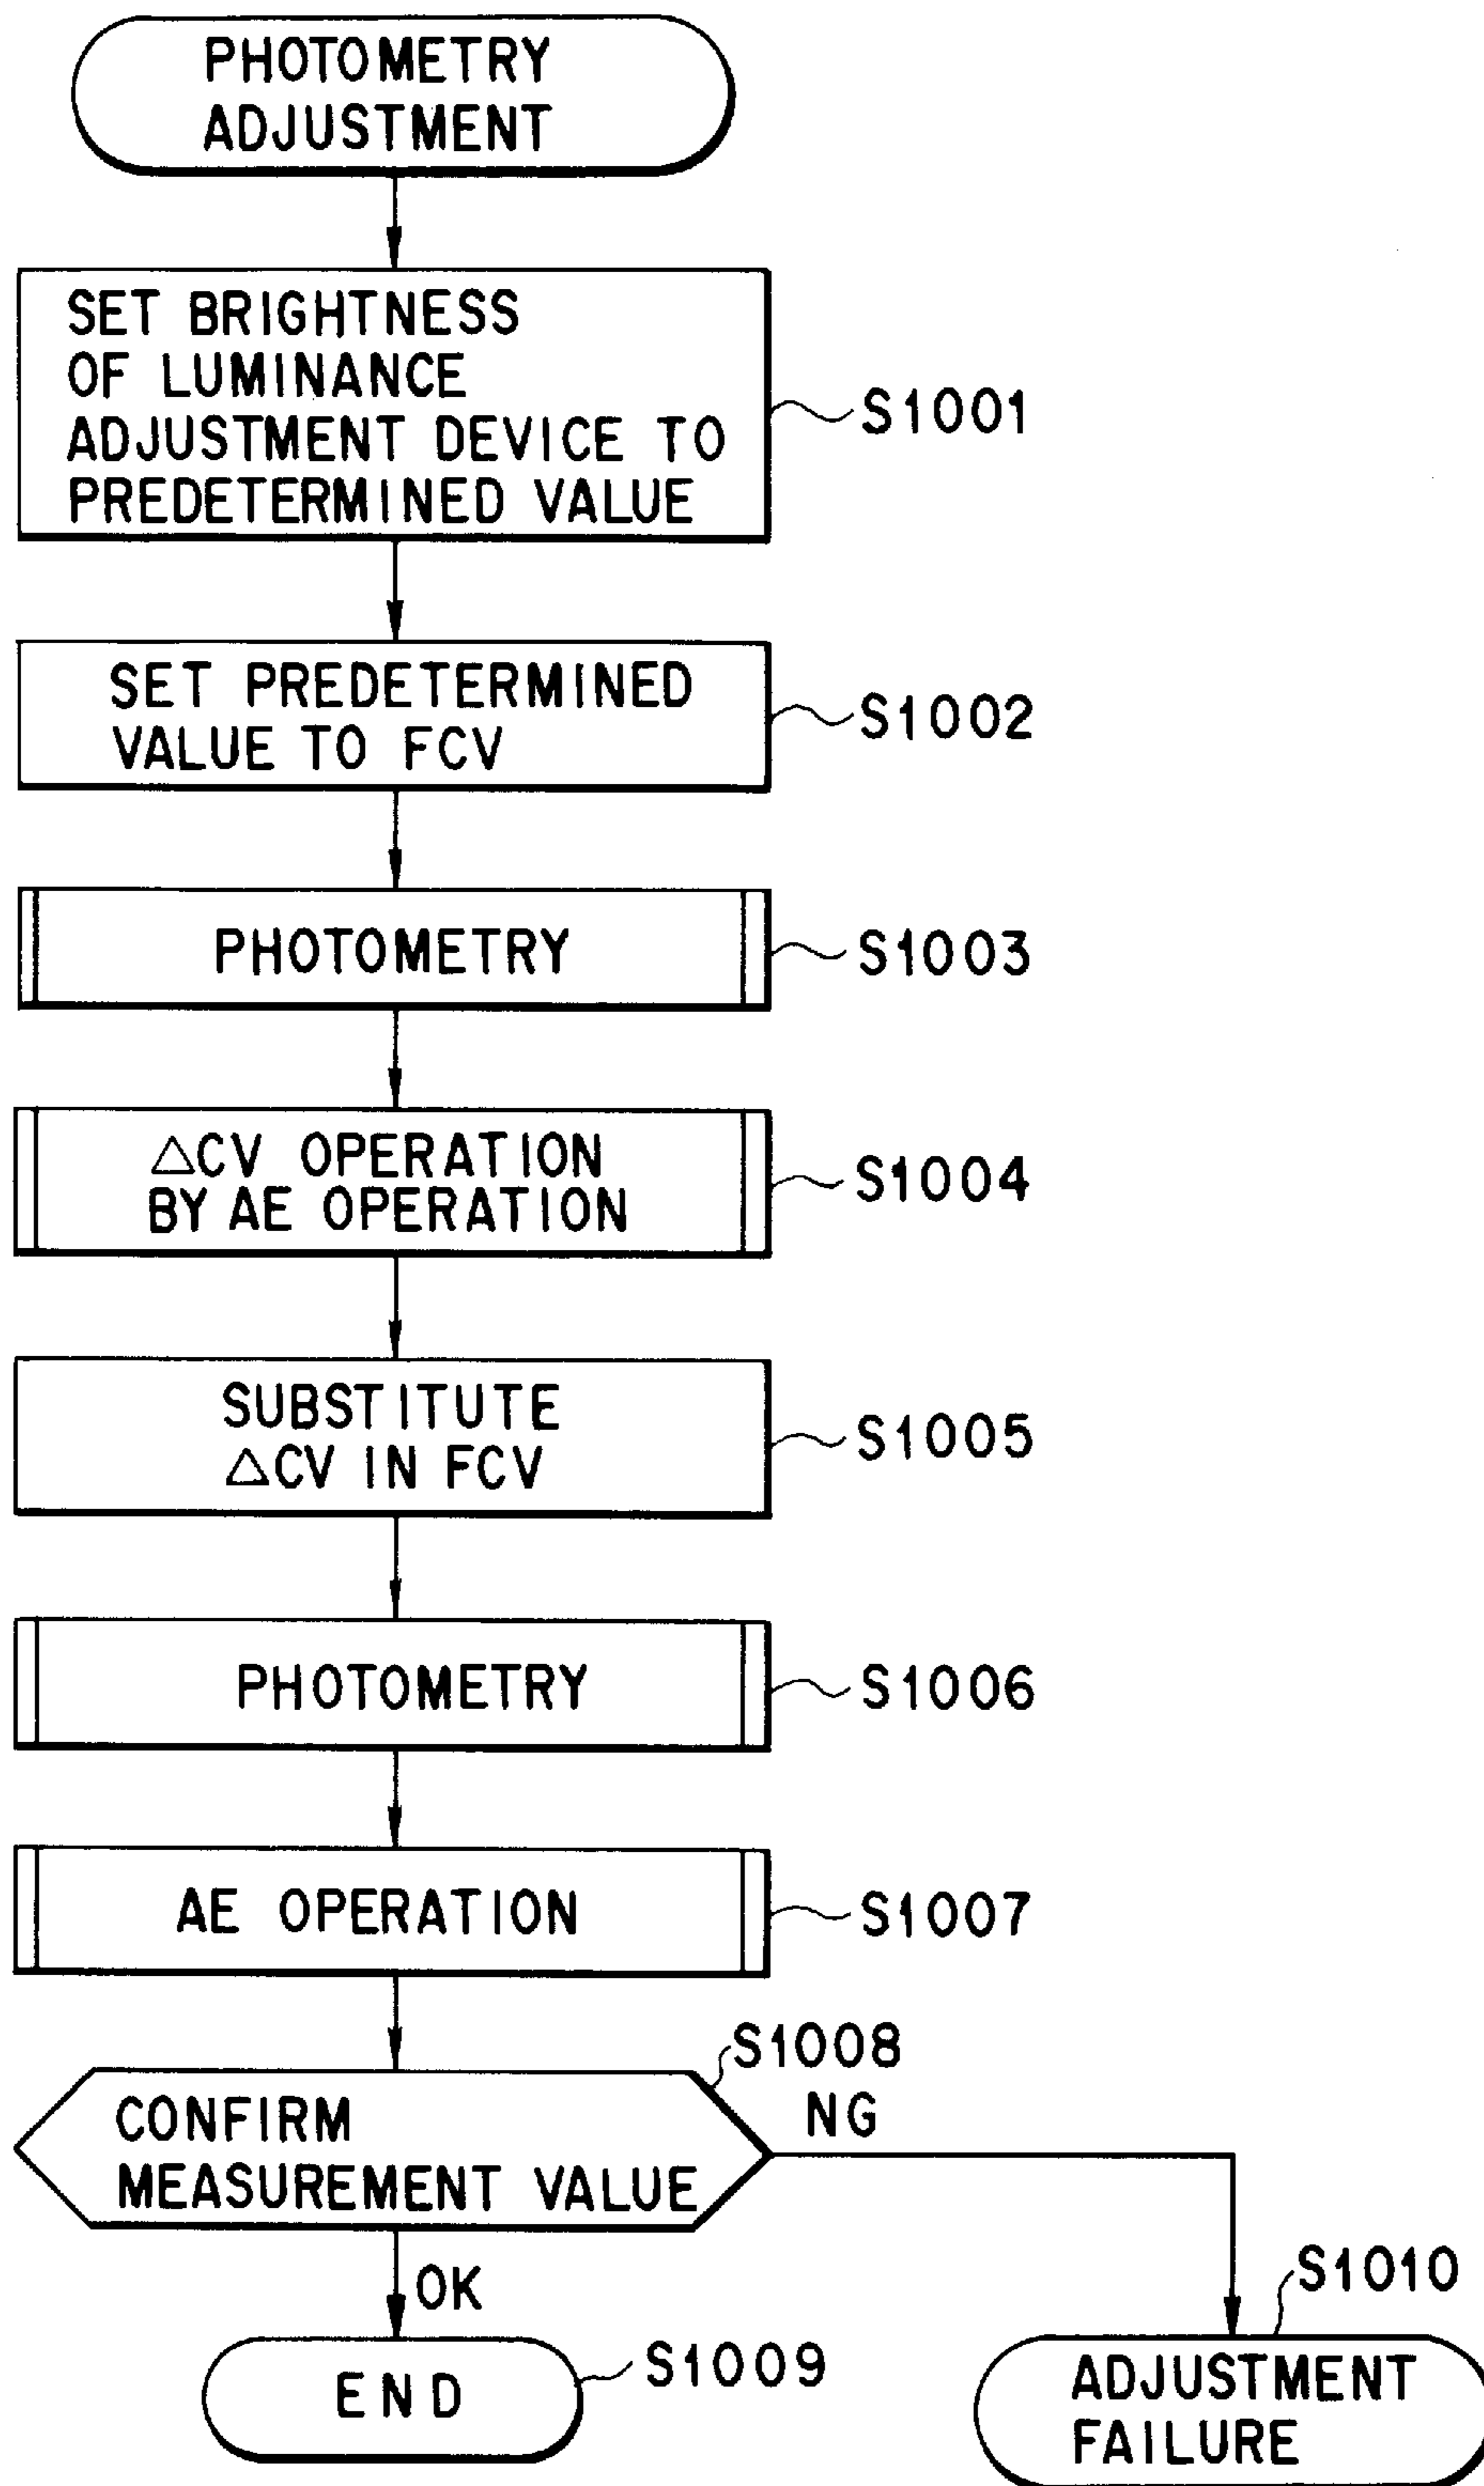 PHOTOMETRY
ADJUSTMENT
SET BRIGHTNESS
OF LUMINANCE
ADJUSTMENT DEVICE TO
PREDETERMINED VALUE
S1001
SET PREDETERMINED
VALUE TO FCV
S1002
PHOTOMETRY
S1003
△CV OPERATION
BY AE OPERATION
S1004
SUBSTITUTE
△CV IN FCV
S1005
PHOTOMETRY
S1006
AE OPERATION
S1007
S1008
CONFIRM
MEASUREMENT VALUE
NG
OK
END
S1009
S1010
ADJUSTMENT
FAILURE